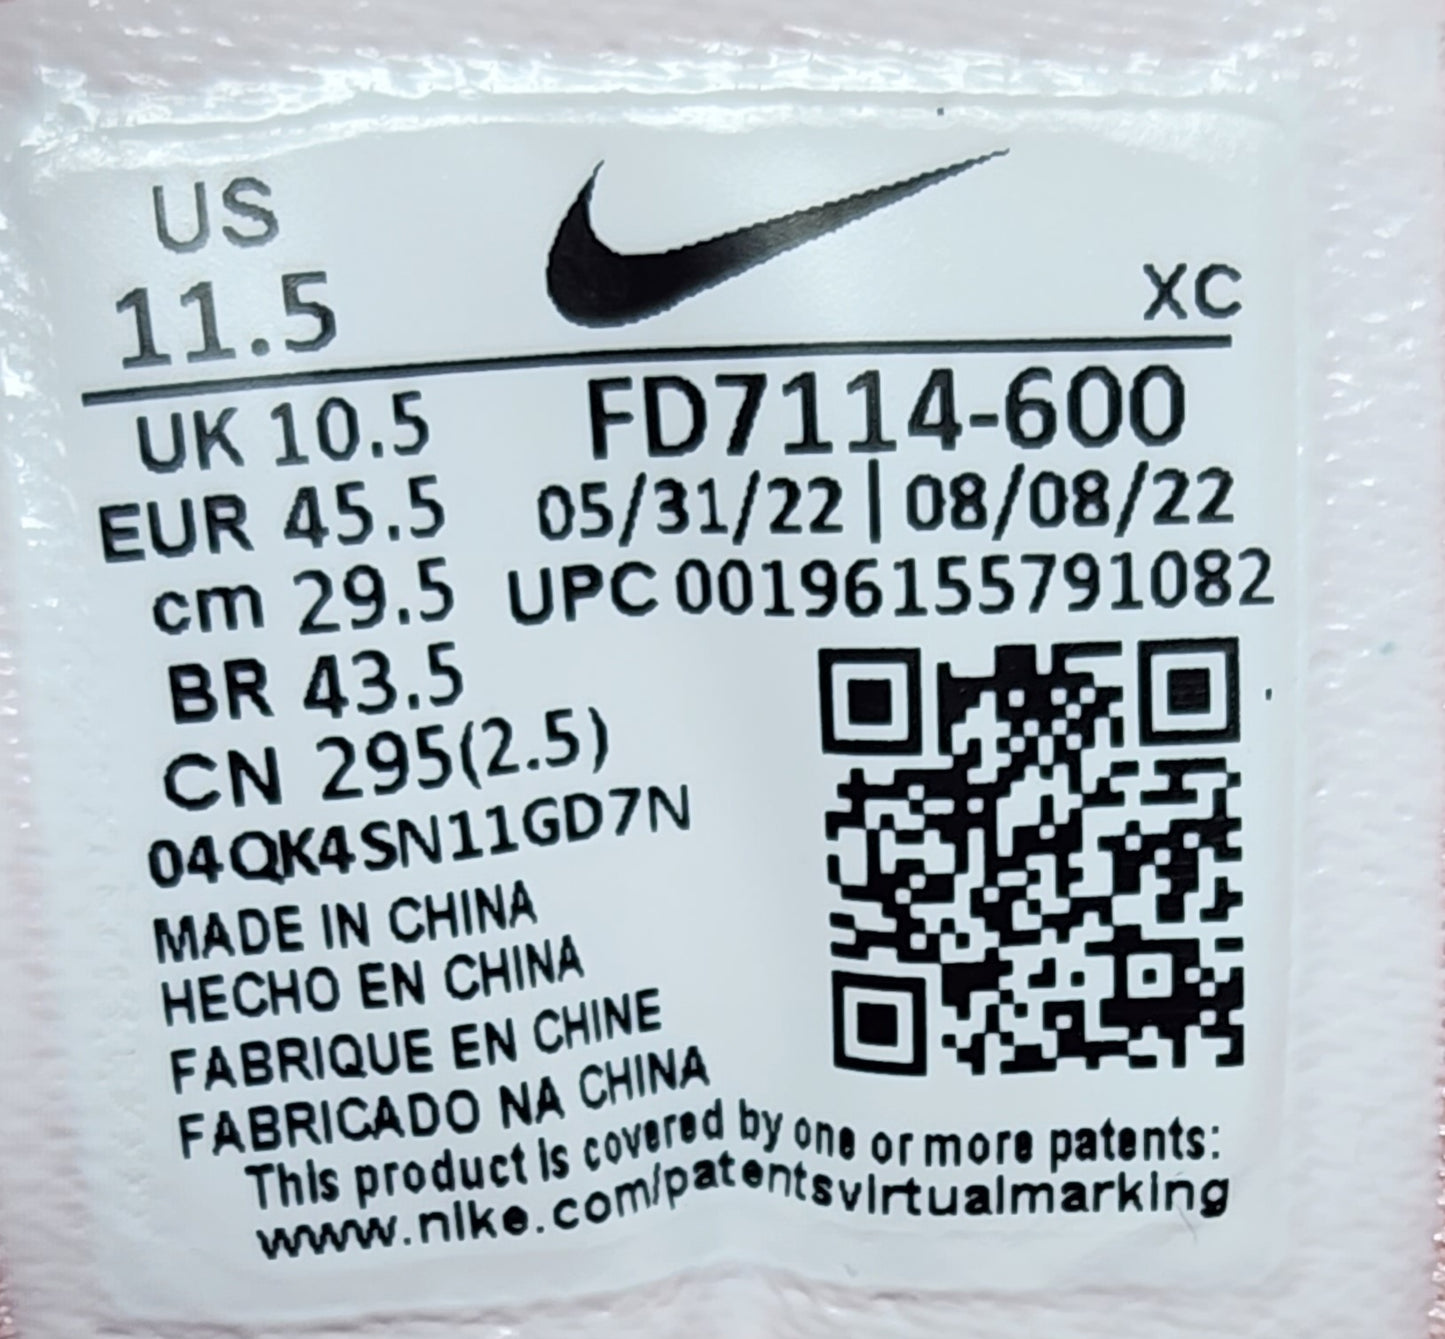 US
11.5
XC
UK 10.5
FD7114-600
EUR 45.5
05/31/22 | 08/08/22
cm 29.5
UPC 00196155791082
BR 43.5
CN 295(2.5)
04QK4SN11GD7N
MADE IN CHINA
HECHO EN CHINA
FABRIQUE EN CHINE
FABRICADO NA CHINA
This product is covered by one or more patents:
www.nike.com/patentsvirtualmarking